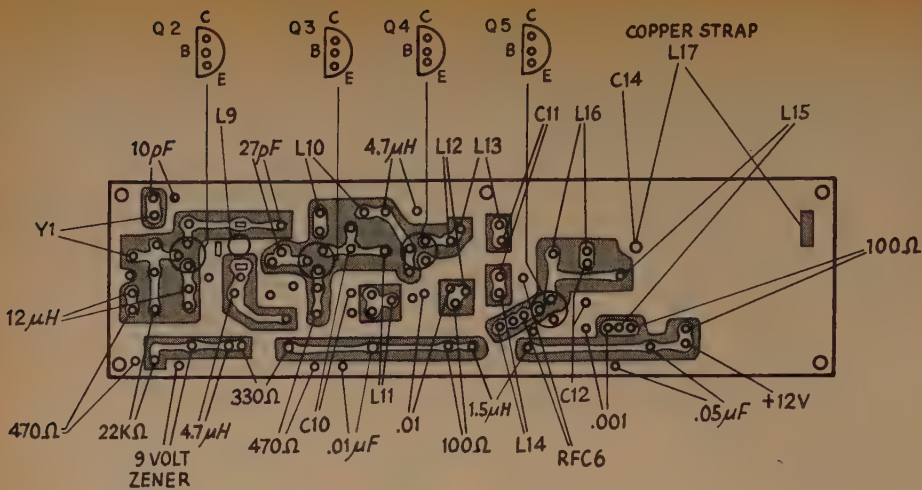 C
Q2
B
E
C
Q3
B
E
C
Q4
B
E
C
Q5
B
E
COPPER STRAP
L17
C14
L9
C11
L16
L15
10pF
27pF
L10
4.7µH
L12
L13
Y1
100Ω
12µH
470Ω
22KΩ
9 VOLT
ZENER
4.7µH
330Ω
470Ω
C10
.01µF
L11
.01
100Ω
1.5µH
L14
RFC6
C12
.001
.05µF
+12V